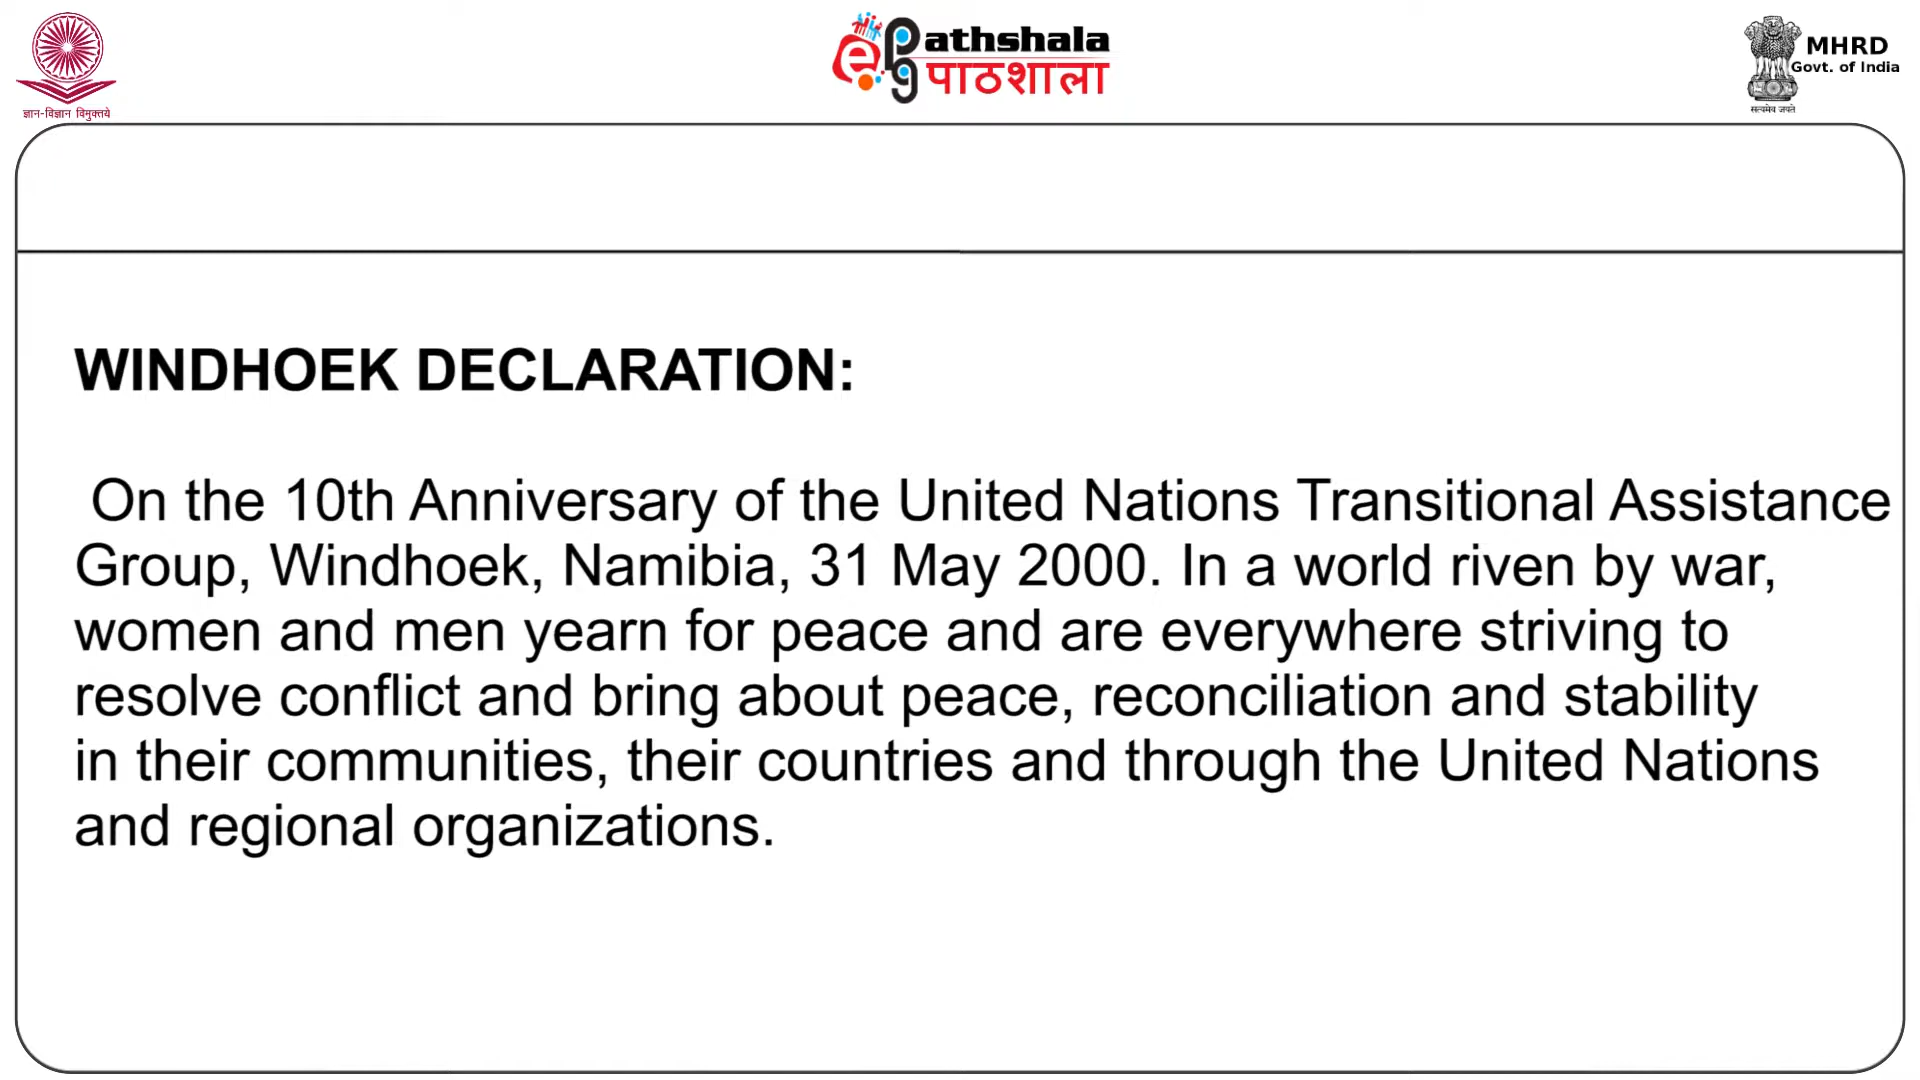 ज्ञान-विज्ञान विमुक्तये
ePg Pathshala
पाठशाला
MHRD
Govt. of India
सत्यमेव जयते
WINDHOEK DECLARATION:
On the 10th Anniversary of the United Nations Transitional Assistance
Group, Windhoek, Namibia, 31 May 2000. In a world riven by war,
women and men yearn for peace and are everywhere striving to
resolve conflict and bring about peace, reconciliation and stability
in their communities, their countries and through the United Nations
and regional organizations.